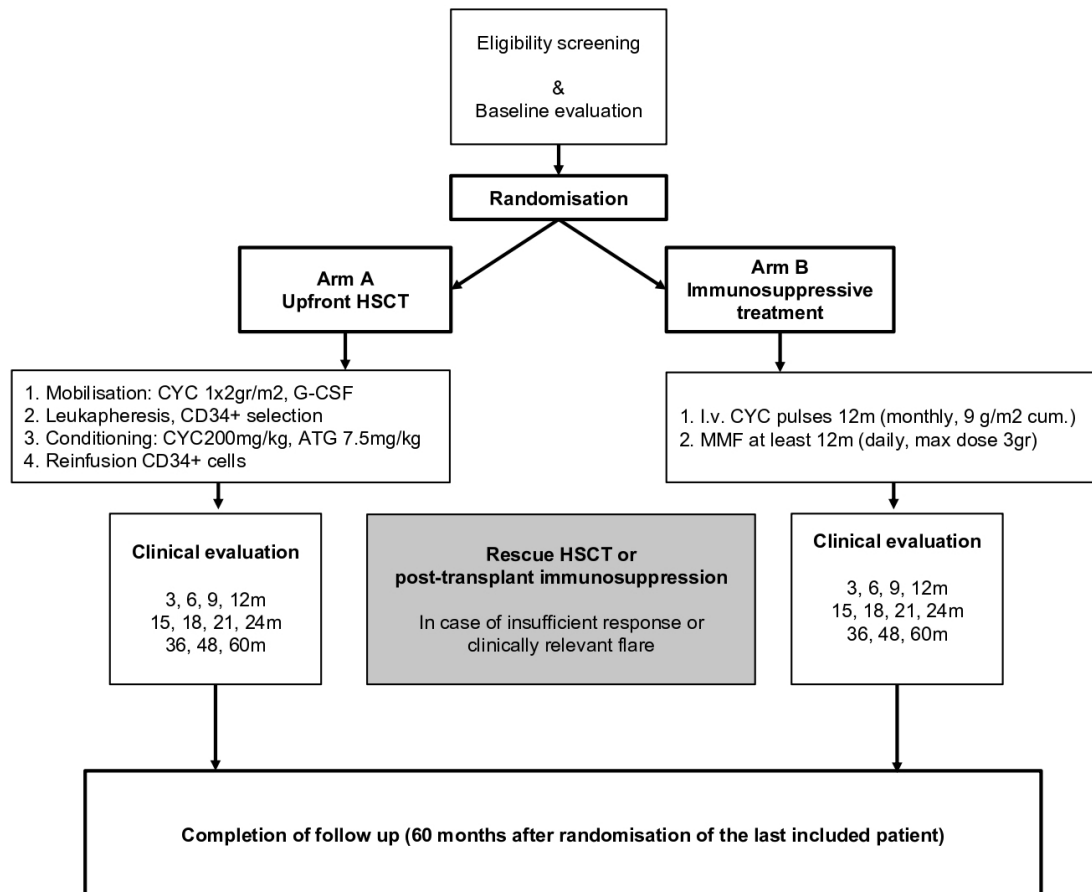 Eligibility screening
&
Baseline evaluation
Randomisation
Arm A
Upfront HSCT
Arm B
Immunosuppressive
treatment
1. Mobilisation: CYC 1x2gr/m2, G-CSF
2. Leukapheresis, CD34+ selection
3. Conditioning: CYC200mg/kg, ATG 7.5mg/kg
4. Reinfusion CD34+ cells
1. I.v. CYC pulses 12m (monthly, 9 g/m2 cum.)
2. MMF at least 12m (daily, max dose 3gr)
Clinical evaluation
3, 6, 9, 12m
15, 18, 21, 24m
36, 48, 60m
Rescue HSCT or
post-transplant immunosuppression
In case of insufficient response or
clinically relevant flare
Clinical evaluation
3, 6, 9, 12m
15, 18, 21, 24m
36, 48, 60m
Completion of follow up (60 months after randomisation of the last included patient)